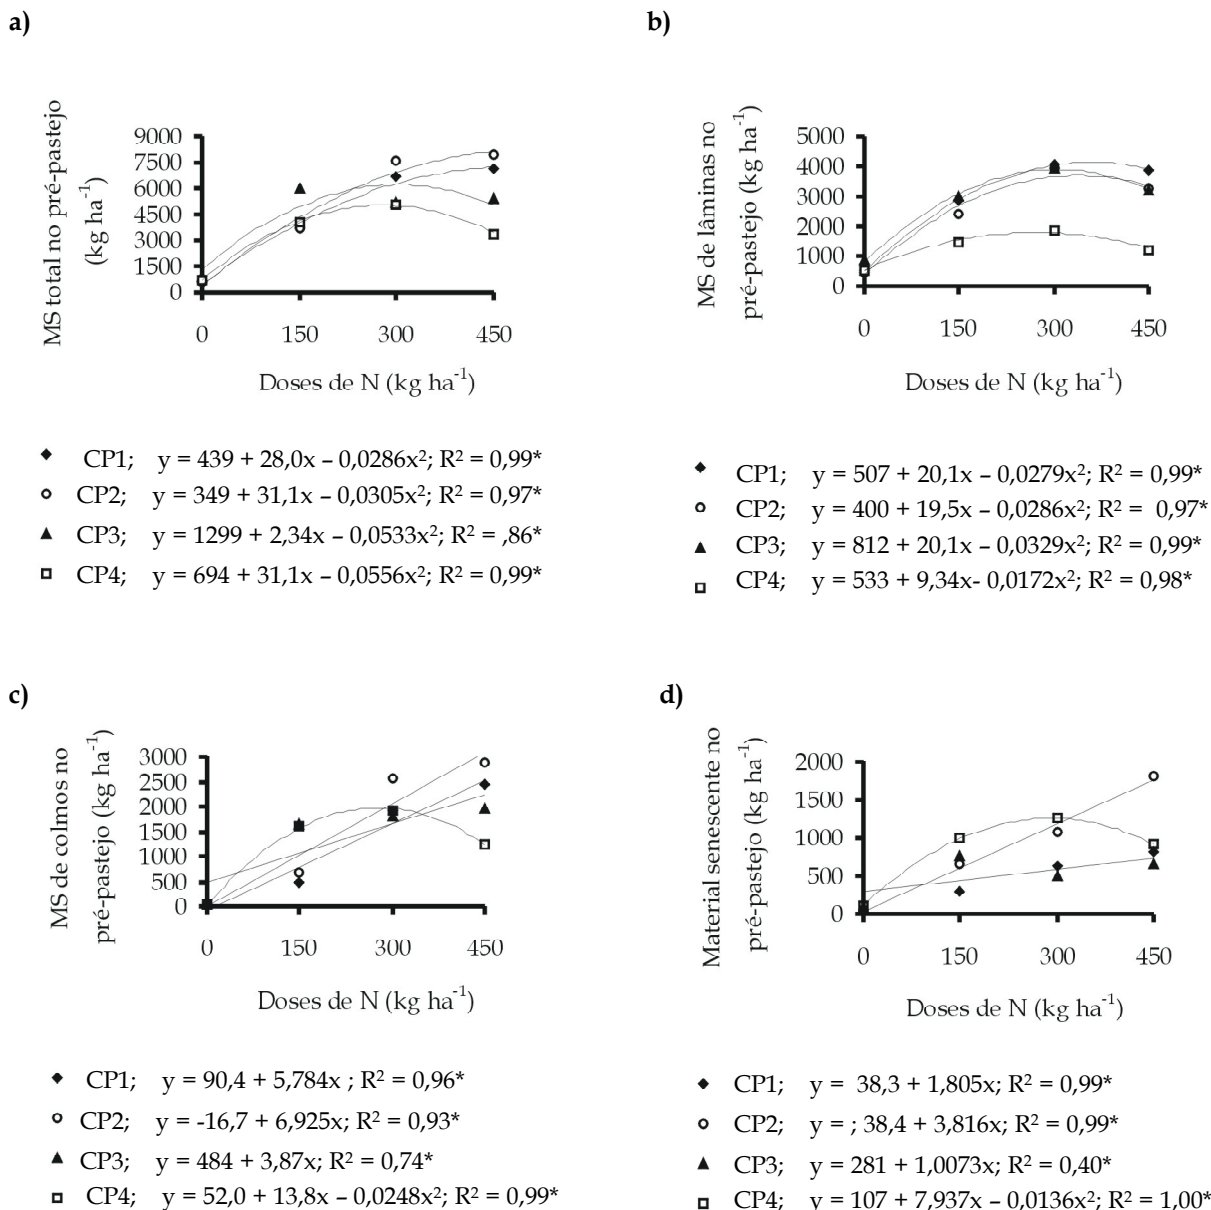 a)
MS total no pré-pastejo
(kg ha⁻¹)
9000
7500
6000
4500
3000
1500
0
0 150 300 450
Doses de N (kg ha⁻¹)
CP1; y = 439 + 28,0x – 0,0286x²; R² = 0,99*
CP2; y = 349 + 31,1x – 0,0305x²; R² = 0,97*
CP3; y = 1299 + 2,34x – 0,0533x²; R² = ,86*
CP4; y = 694 + 31,1x – 0,0556x²; R² = 0,99*
b)
MS de lâminas no
pré-pastejo (kg ha⁻¹)
5000
4000
3000
2000
1000
0
0 150 300 450
Doses de N (kg ha⁻¹)
CP1; y = 507 + 20,1x – 0,0279x²; R² = 0,99*
CP2; y = 400 + 19,5x – 0,0286x²; R² = 0,97*
CP3; y = 812 + 20,1x – 0,0329x²; R² = 0,99*
CP4; y = 533 + 9,34x- 0,0172x²; R² = 0,98*
c)
MS de colmos no
pré-pastejo (kg ha⁻¹)
3000
2500
2000
1500
1000
500
0
0 150 300 450
Doses de N (kg ha⁻¹)
CP1; y = 90,4 + 5,784x ; R² = 0,96*
CP2; y = -16,7 + 6,925x; R² = 0,93*
CP3; y = 484 + 3,87x; R² = 0,74*
CP4; y = 52,0 + 13,8x – 0,0248x²; R² = 0,99*
d)
Material senescente no
pré-pastejo (kg ha⁻¹)
2000
1500
1000
500
0
0 150 300 450
Doses de N (kg ha⁻¹)
CP1; y = 38,3 + 1,805x; R² = 0,99*
CP2; y = ; 38,4 + 3,816x; R² = 0,99*
CP3; y = 281 + 1,0073x; R² = 0,40*
CP4; y = 107 + 7,937x – 0,0136x²; R² = 1,00*